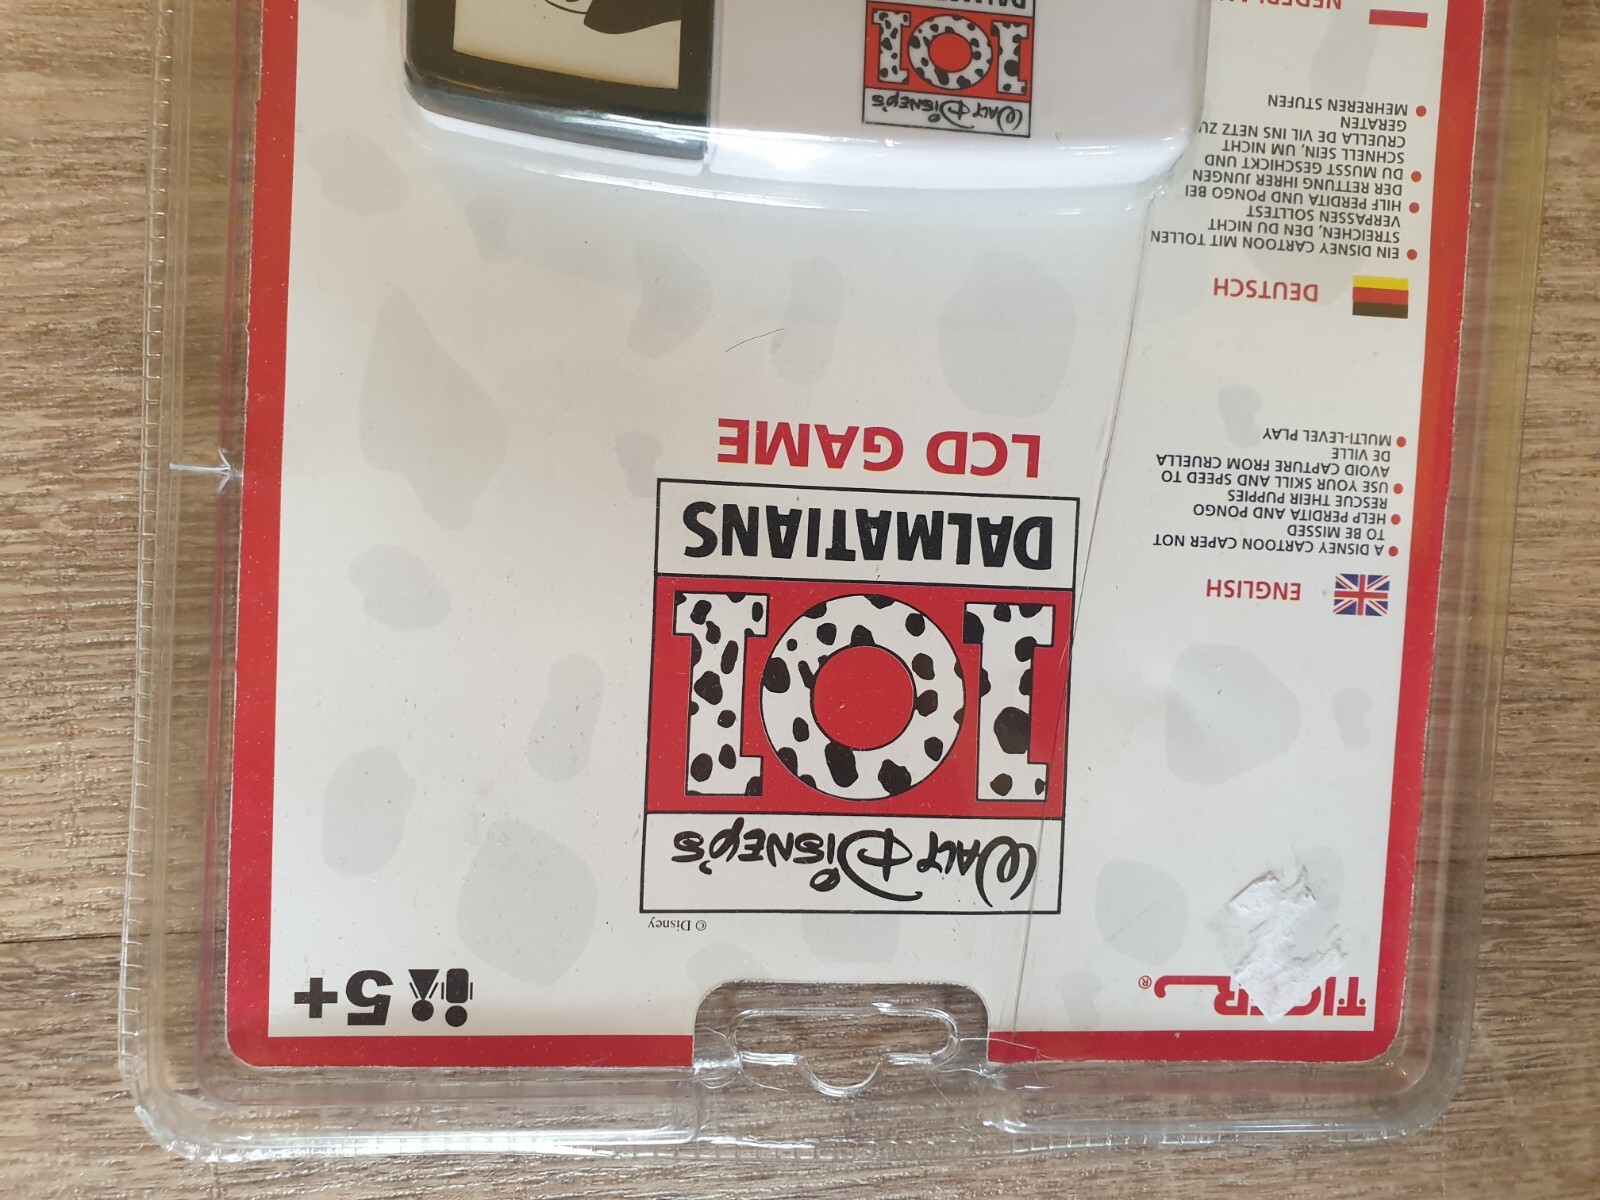 TIGER®
5+
© Disney
WALT DISNEY'S
101
DALMATIANS
LCD GAME
ENGLISH
• A DISNEY CARTOON CAPER NOT
TO BE MISSED
• HELP PERDITA AND PONGO
RESCUE THEIR PUPPIES
• USE YOUR SKILL AND SPEED TO
AVOID CAPTURE FROM CRUELLA
DE VILLE
• MULTI-LEVEL PLAY
DEUTSCH
• EIN DISNEY CARTOON MIT TOLLEN
STREICHEN, DEN DU NICHT
VERPASSEN SOLLTEST
• HILF PERDITA UND PONGO BEI
DER RETTUNG IHRER JUNGEN
• DU MUSST GESCHICKT UND
SCHNELL SEIN, UM NICHT
CRUELLA DE VIL INS NETZ ZU
GERATEN
• MEHREREN STUFEN
WALT DISNEY'S
101